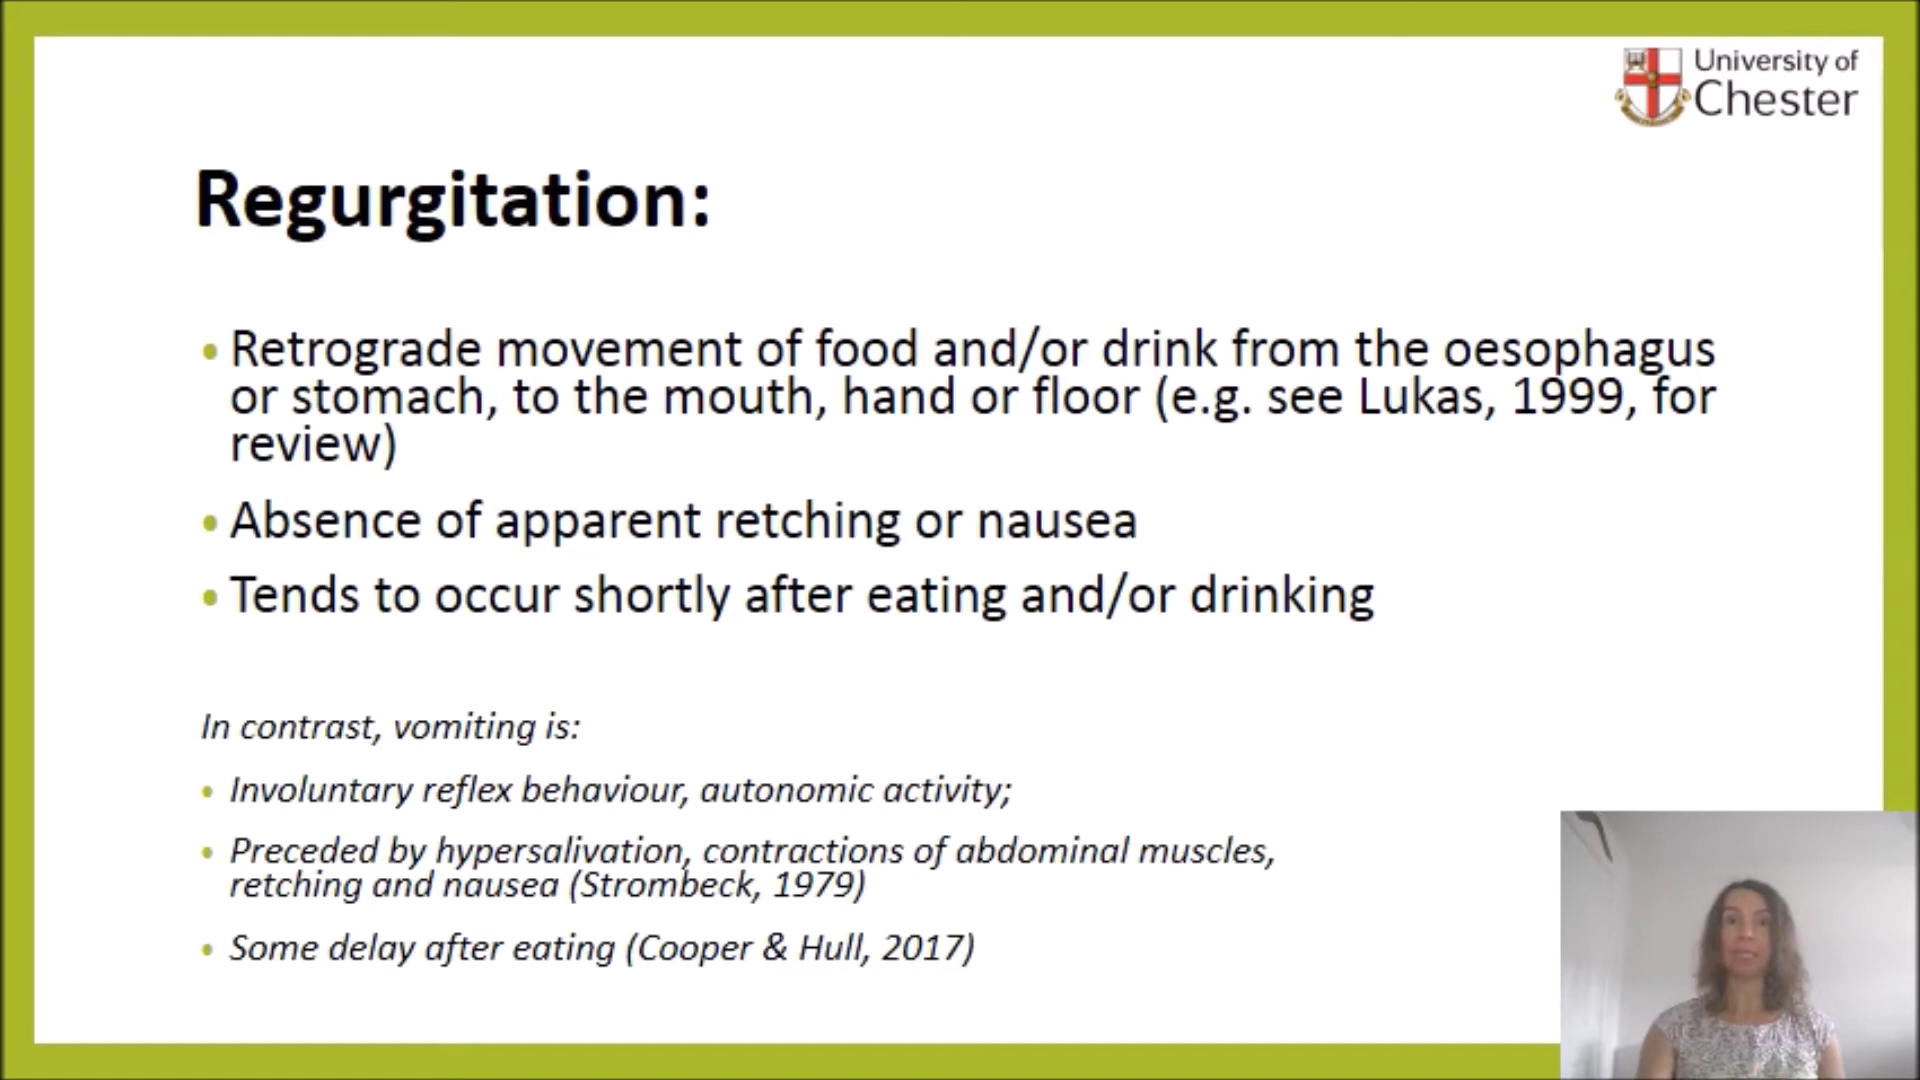 University of
Chester
Regurgitation:
• Retrograde movement of food and/or drink from the oesophagus
or stomach, to the mouth, hand or floor (e.g. see Lukas, 1999, for
review)
• Absence of apparent retching or nausea
• Tends to occur shortly after eating and/or drinking
In contrast, vomiting is:
• Involuntary reflex behaviour, autonomic activity;
• Preceded by hypersalivation, contractions of abdominal muscles,
retching and nausea (Strombeck, 1979)
• Some delay after eating (Cooper & Hull, 2017)